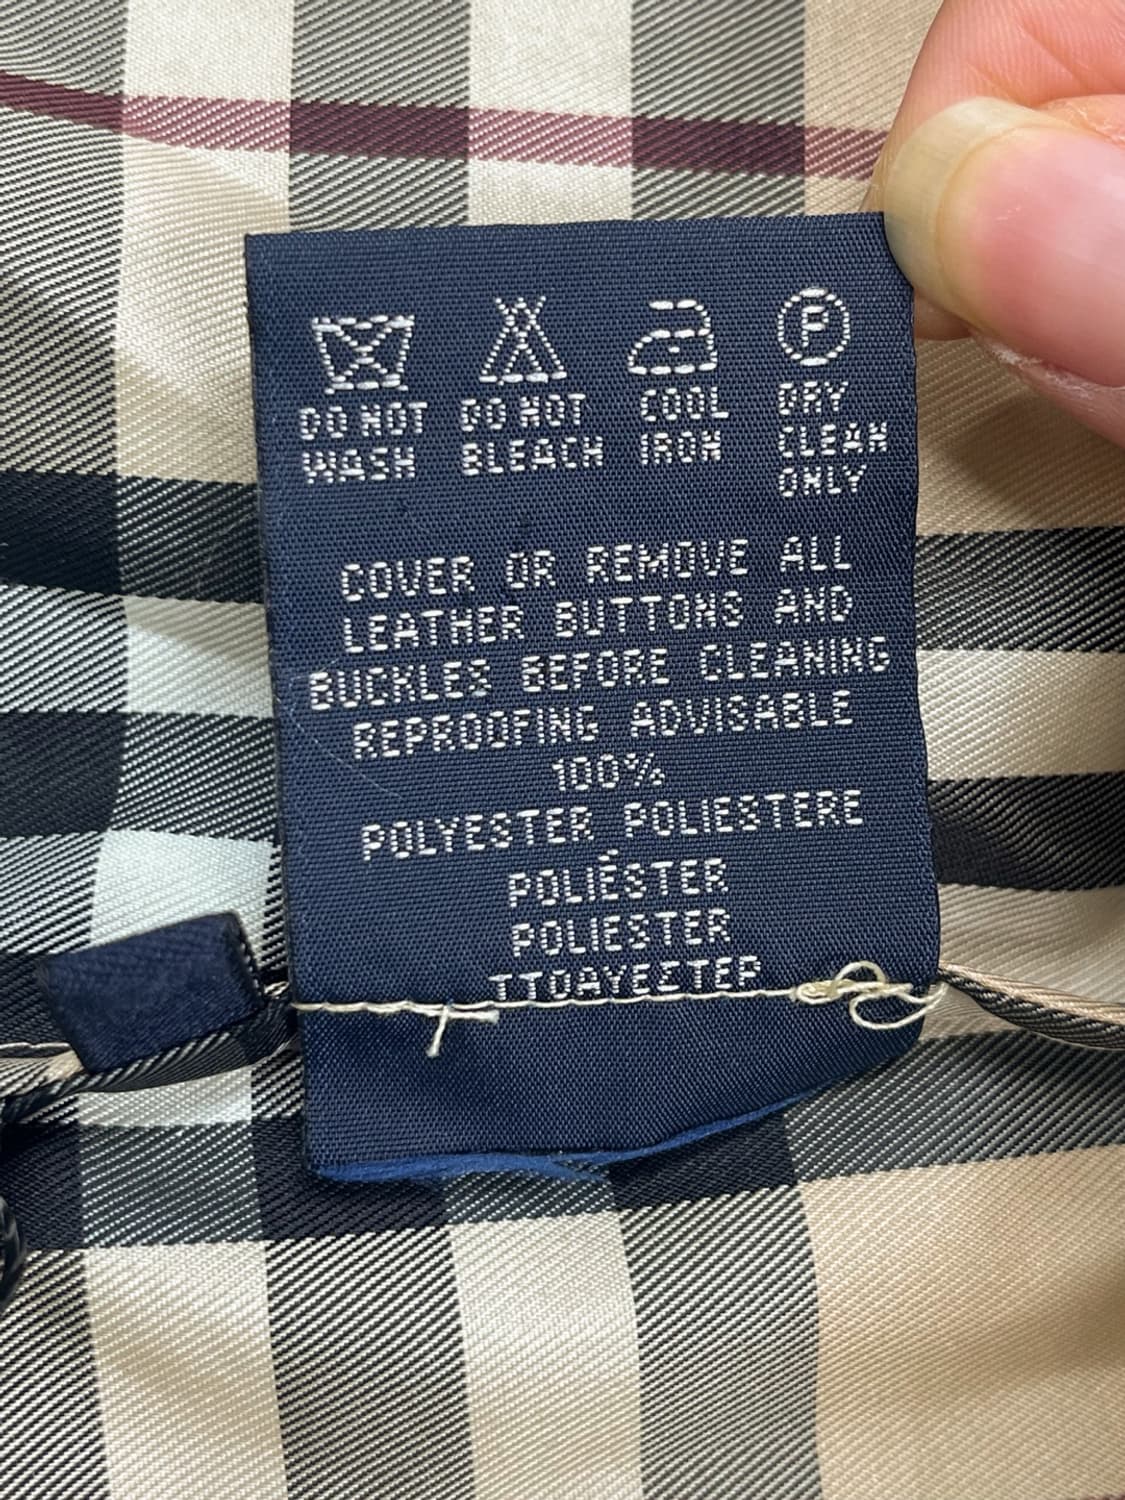 P
DO NOT WASH
DO NOT BLEACH
COOL IRON
DRY CLEAN ONLY
COVER OR REMOVE ALL
LEATHER BUTTONS AND
BUCKLES BEFORE CLEANING
REPROOFING ADVISABLE
100%
POLYESTER POLIESTERE
POLIÉSTER
POLIESTER
ΤΤΟΛΥΕΣΤΕΡ